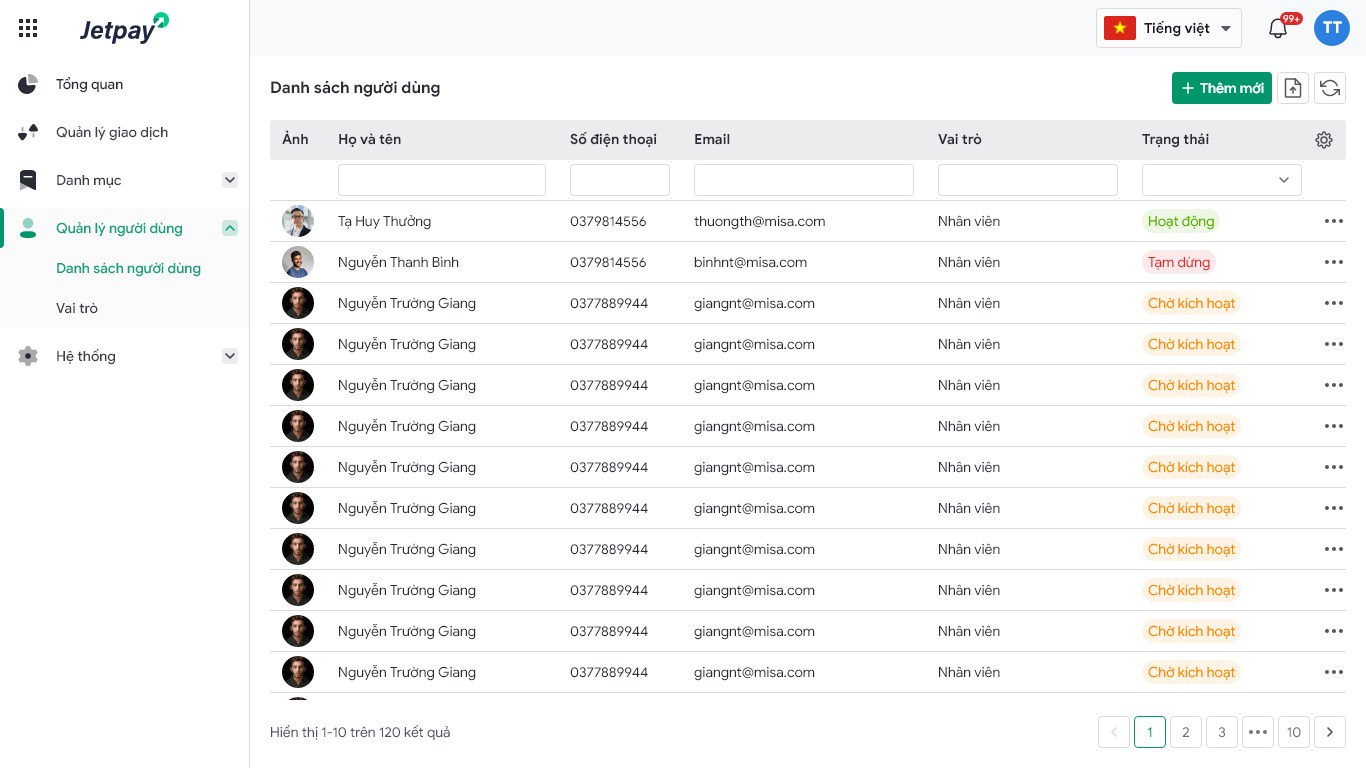 Jetpay
Tiếng việt
99+
TT
Tổng quan
Quản lý giao dịch
Danh mục
Quản lý người dùng
Danh sách người dùng
Vai trò
Hệ thống
Danh sách người dùng
Thêm mới
Ảnh Họ và tên Số điện thoại Email Vai trò Trạng thái
Tạ Huy Thưởng 0379814556 thuongth@misa.com Nhân viên Hoạt động
Nguyễn Thanh Bình 0379814556 binhnt@misa.com Nhân viên Tạm dừng
Nguyễn Trường Giang 0377889944 giangnt@misa.com Nhân viên Chờ kích hoạt
Nguyễn Trường Giang 0377889944 giangnt@misa.com Nhân viên Chờ kích hoạt
Nguyễn Trường Giang 0377889944 giangnt@misa.com Nhân viên Chờ kích hoạt
Nguyễn Trường Giang 0377889944 giangnt@misa.com Nhân viên Chờ kích hoạt
Nguyễn Trường Giang 0377889944 giangnt@misa.com Nhân viên Chờ kích hoạt
Nguyễn Trường Giang 0377889944 giangnt@misa.com Nhân viên Chờ kích hoạt
Nguyễn Trường Giang 0377889944 giangnt@misa.com Nhân viên Chờ kích hoạt
Nguyễn Trường Giang 0377889944 giangnt@misa.com Nhân viên Chờ kích hoạt
Nguyễn Trường Giang 0377889944 giangnt@misa.com Nhân viên Chờ kích hoạt
Nguyễn Trường Giang 0377889944 giangnt@misa.com Nhân viên Chờ kích hoạt
Hiển thị 1-10 trên 120 kết quả
1 2 3 ••• 10